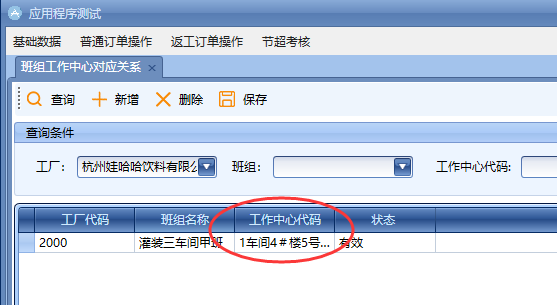 应用程序测试
基础数据 普通订单操作 返工订单操作 节超考核
班组工作中心对应关系 ×
查询 新增 删除 保存
查询条件
工厂: 杭州娃哈哈饮料有限公 班组: 工作中心代码:
工厂代码 班组名称 工作中心代码 状态
2000 灌装三车间甲班 1车间4#楼5号... 有效